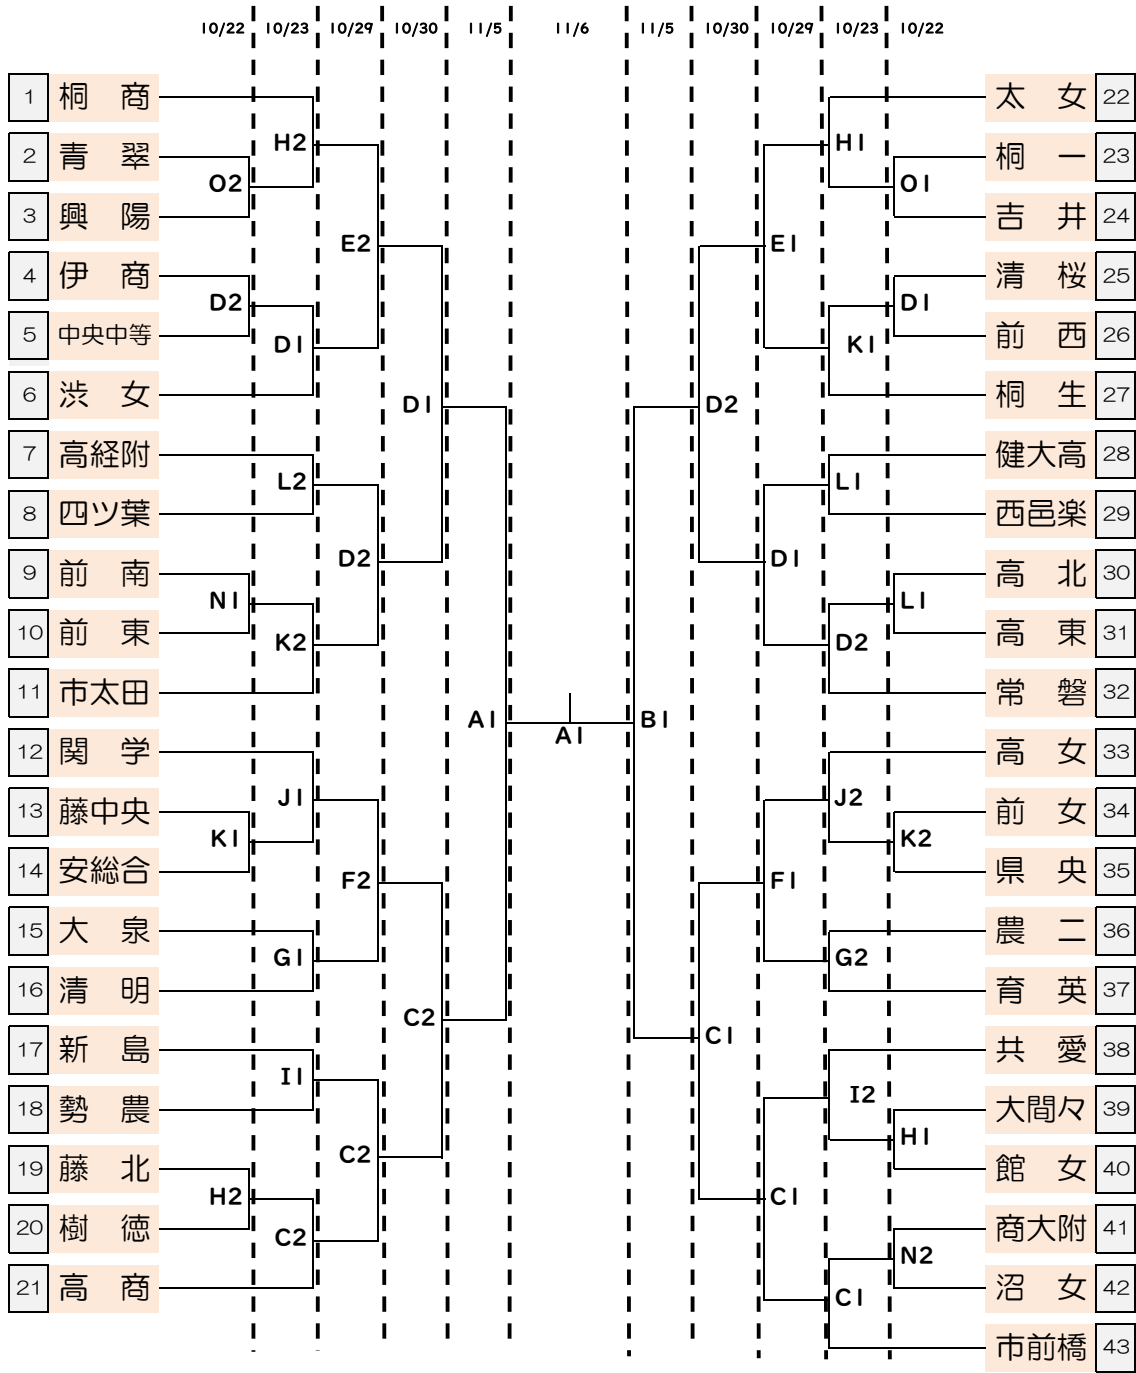 10/22 10/23 10/29 10/30 11/5 11/6 11/5 10/30 10/29 10/23 10/22
1 桐 商
太 女 22
H2
H1
2 青 翠
桐 一 23
O2
O1
3 興 陽
吉 井 24
E2
E1
4 伊 商
清 桜 25
D2
D1
5 中央中等
前 西 26
D1
K1
6 渋 女
桐 生 27
D1
D2
7 高経附
健大高 28
L2
L1
8 四ツ葉
西邑楽 29
D2
D1
9 前 南
高 北 30
N1
L1
10 前 東
高 東 31
K2
D2
11 市太田
常 磐 32
A1
A1
B1
12 関 学
高 女 33
J1
J2
13 藤中央
前 女 34
K1
K2
14 安総合
県 央 35
F2
F1
15 大 泉
農 二 36
G1
G2
16 清 明
育 英 37
C2
C1
17 新 島
共 愛 38
I1
I2
18 勢 農
大間々 39
C2
H1
19 藤 北
館 女 40
H2
C1
20 樹 徳
商大附 41
C2
N2
21 高 商
沼 女 42
C1
市前橋 43